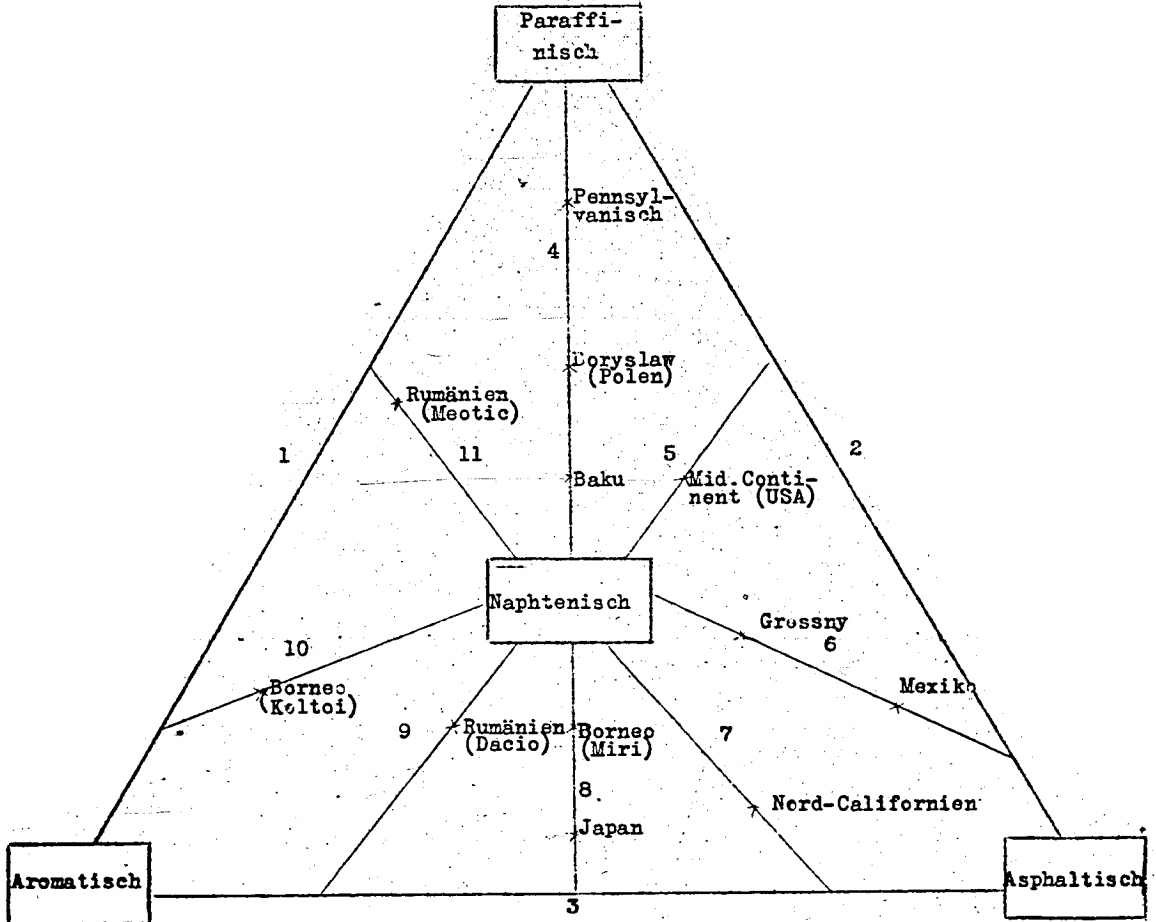 Paraffi-
nisch
Pennsyl-
vanisch
4
Boryslaw
(Polen)
Rumänien
(Meotic)
1
11
5
2
Baku
Mid.Conti-
nent (USA)
Naphtenisch
Grossny
6
10
Borneo
(Koltoi)
Mexiko
9
Rumänien
(Dacio)
Borneo
(Miri)
7
8
Nord-Californien
Japan
Aromatisch
Asphaltisch
3